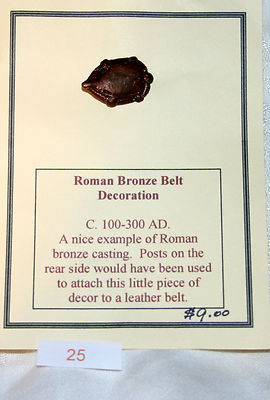 Roman Bronze Belt
Decoration
C. 100-300 AD.
A nice example of Roman
bronze casting.  Posts on the
rear side would have been used
to attach this little piece of
decor to a leather belt.
$9.00
25